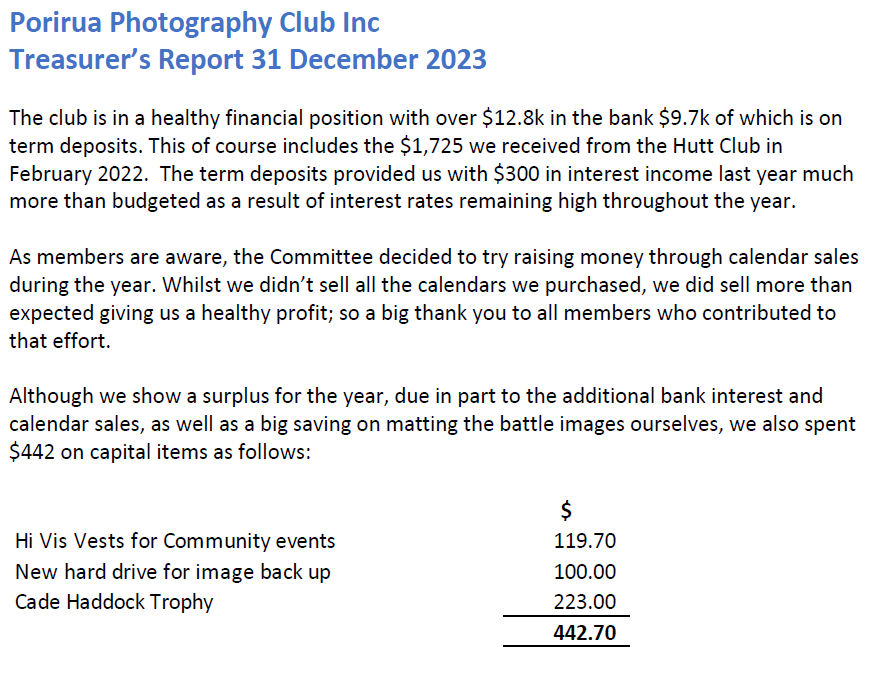 Porirua Photography Club Inc
Treasurer’s Report 31 December 2023
The club is in a healthy financial position with over $12.8k in the bank $9.7k of which is on
term deposits. This of course includes the $1,725 we received from the Hutt Club in
February 2022.  The term deposits provided us with $300 in interest income last year much
more than budgeted as a result of interest rates remaining high throughout the year.
As members are aware, the Committee decided to try raising money through calendar sales
during the year. Whilst we didn’t sell all the calendars we purchased, we did sell more than
expected giving us a healthy profit; so a big thank you to all members who contributed to
that effort.
Although we show a surplus for the year, due in part to the additional bank interest and
calendar sales, as well as a big saving on matting the battle images ourselves, we also spent
$442 on capital items as follows:
$
Hi Vis Vests for Community events 119.70
New hard drive for image back up 100.00
Cade Haddock Trophy 223.00
442.70